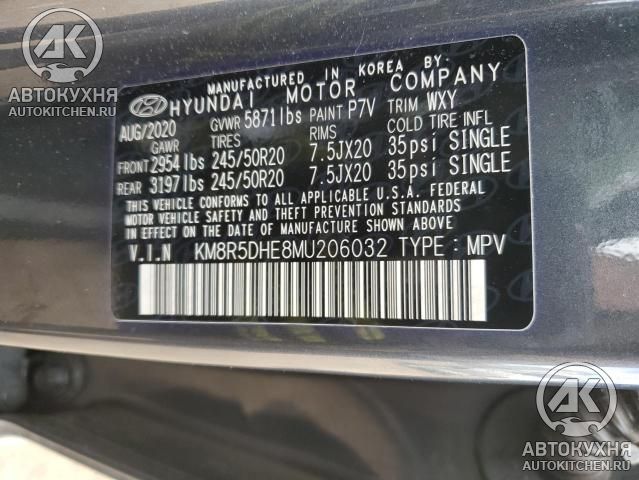 АВТОКУХНЯ
AUTOKITCHEN.RU
MANUFACTURED IN KOREA BY:
HYUNDAI MOTOR COMPANY
AUG/2020 GVWR 5871lbs PAINT P7V TRIM WXY
GAWR TIRES RIMS COLD TIRE INFL
FRONT 2954lbs 245/50R20 7.5JX20 35psi SINGLE
REAR 3197lbs 245/50R20 7.5JX20 35psi SINGLE
THIS VEHICLE CONFORMS TO ALL APPLICABLE U.S.A. FEDERAL
MOTOR VEHICLE SAFETY AND THEFT PREVENTION STANDARDS
IN EFFECT ON THE DATE OF MANUFACTURE SHOWN ABOVE.
V.I.N KM8R5DHE8MU206032 TYPE : MPV
АВТОКУХНЯ
AUTOKITCHEN.RU